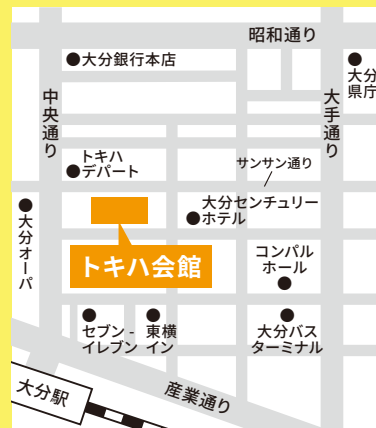 昭和通り
大分銀行本店
大分
県庁
中央通り
大手通り
トキハ
デパート
サンサン通り
大分センチュリー
ホテル
大分オーパ
トキハ会館
コンパル
ホール
セブン-
イレブン
東横
イン
大分バス
ターミナル
大分駅
産業通り